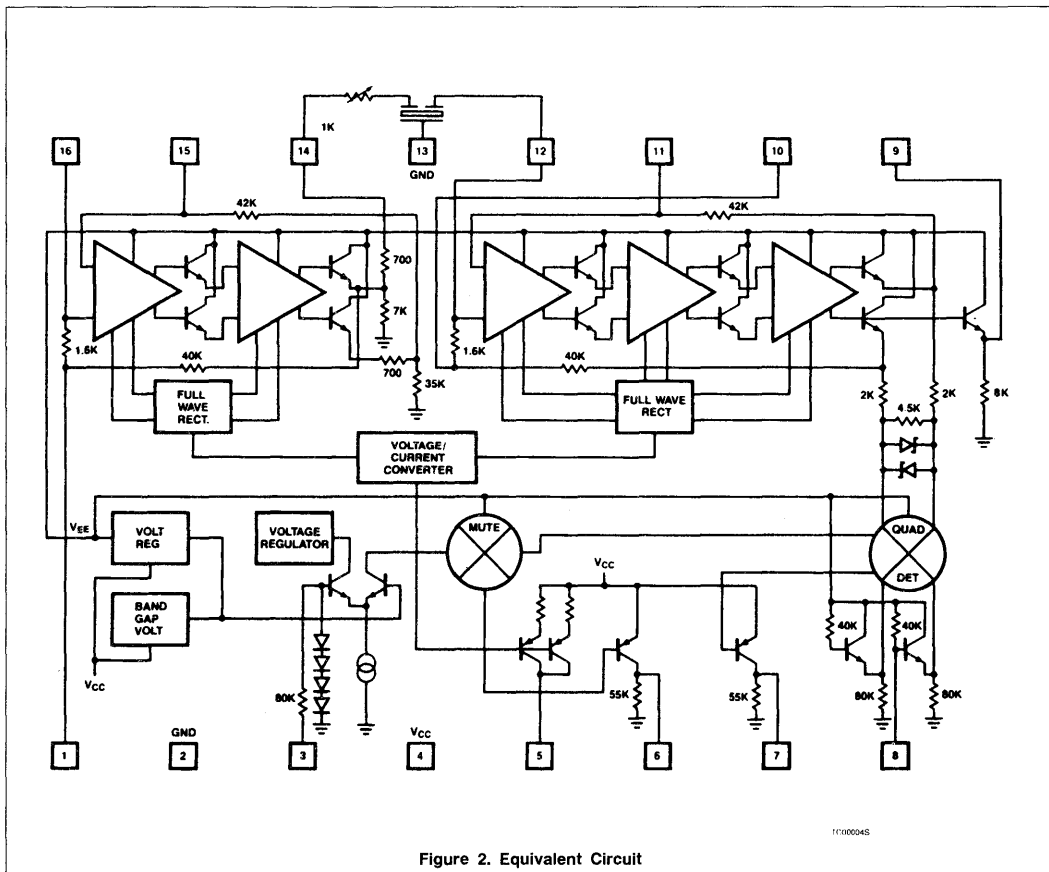 1K
16
15
14
13
12
11
10
9
GND
42K
42K
700
7K
1.6K
40K
700
35K
1.6K
40K
2K
2K
8K
4.5K
FULL
WAVE
RECT.
FULL WAVE
RECT
VOLTAGE/
CURRENT
CONVERTER
VEE
VOLT
REG
VOLTAGE
REGULATOR
MUTE
QUAD
DET
VCC
BAND
GAP
VOLT
VCC
40K
40K
80K
55K
55K
80K
80K
GND
VCC
1
2
3
4
5
6
7
8
TC00004S
Figure 2. Equivalent Circuit